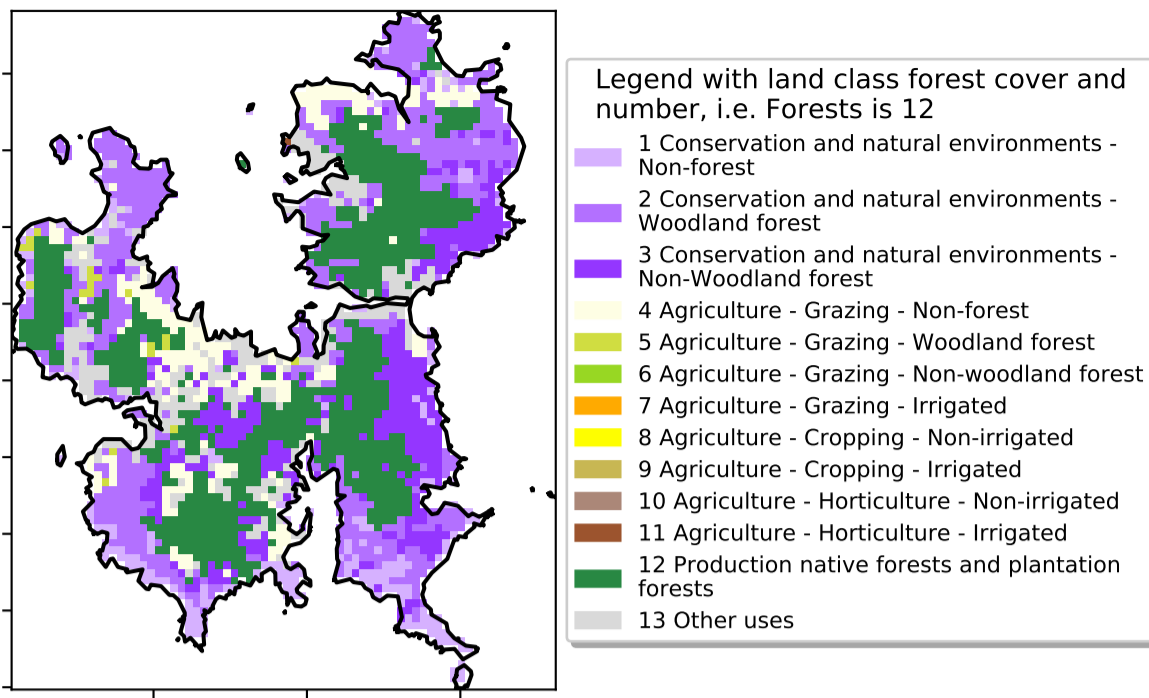 Legend with land class forest cover and
number, i.e. Forests is 12
1 Conservation and natural environments -
Non-forest
2 Conservation and natural environments -
Woodland forest
3 Conservation and natural environments -
Non-Woodland forest
4 Agriculture - Grazing - Non-forest
5 Agriculture - Grazing - Woodland forest
6 Agriculture - Grazing - Non-woodland forest
7 Agriculture - Grazing - Irrigated
8 Agriculture - Cropping - Non-irrigated
9 Agriculture - Cropping - Irrigated
10 Agriculture - Horticulture - Non-irrigated
11 Agriculture - Horticulture - Irrigated
12 Production native forests and plantation
forests
13 Other uses